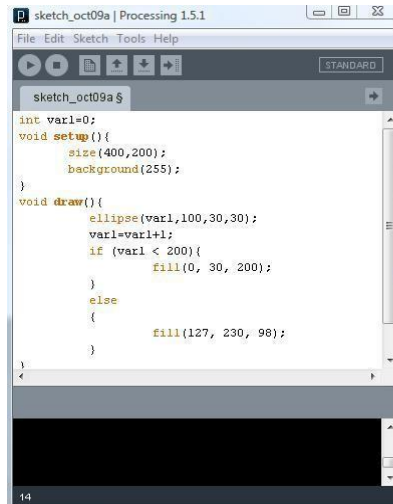 sketch_oct09a | Processing 1.5.1
File Edit Sketch Tools Help
STANDARD
sketch_oct09a §
int var1=0;
void setup(){
size(400,200);
background(255);
}
void draw(){
ellipse(var1,100,30,30);
var1=var1+1;
if (var1 < 200){
fill(0, 30, 200);
}
else
{
fill(127, 230, 98);
}
}
14